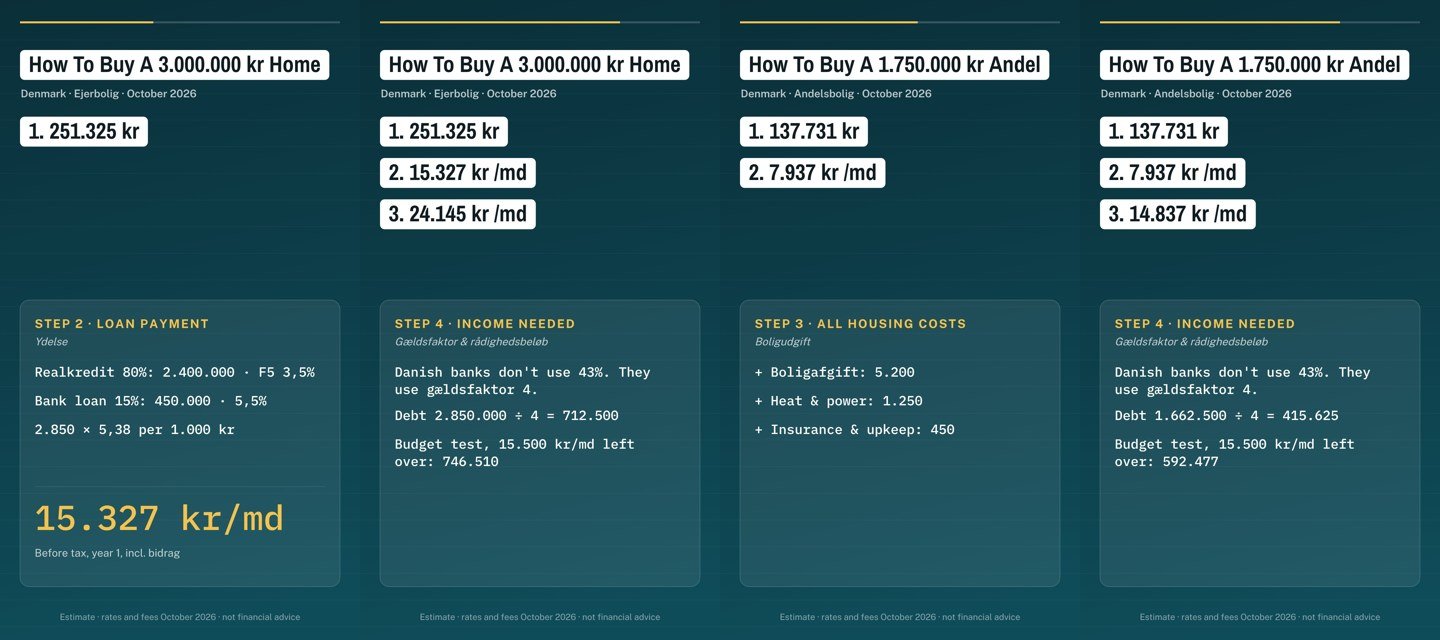 How To Buy A 3.000.000 kr Home
Denmark · Ejerbolig · October 2026
1. 251.325 kr
STEP 2 · LOAN PAYMENT
Ydelse
Realkredit 80%: 2.400.000 · F5 3,5%
Bank loan 15%: 450.000 · 5,5%
2.850 × 5,38 per 1.000 kr
15.327 kr/md
Before tax, year 1, incl. bidrag
Estimate · rates and fees October 2026 · not financial advice
How To Buy A 3.000.000 kr Home
Denmark · Ejerbolig · October 2026
1. 251.325 kr
2. 15.327 kr /md
3. 24.145 kr /md
STEP 4 · INCOME NEEDED
Gældsfaktor & rådighedsbeløb
Danish banks don't use 43%. They
use gældsfaktor 4.
Debt 2.850.000 ÷ 4 = 712.500
Budget test, 15.500 kr/md left
over: 746.510
Estimate · rates and fees October 2026 · not financial advice
How To Buy A 1.750.000 kr Andel
Denmark · Andelsbolig · October 2026
1. 137.731 kr
2. 7.937 kr /md
STEP 3 · ALL HOUSING COSTS
Boligudgift
+ Boligafgift: 5.200
+ Heat & power: 1.250
+ Insurance & upkeep: 450
Estimate · rates and fees October 2026 · not financial advice
How To Buy A 1.750.000 kr Andel
Denmark · Andelsbolig · October 2026
1. 137.731 kr
2. 7.937 kr /md
3. 14.837 kr /md
STEP 4 · INCOME NEEDED
Gældsfaktor & rådighedsbeløb
Danish banks don't use 43%. They
use gældsfaktor 4.
Debt 1.662.500 ÷ 4 = 415.625
Budget test, 15.500 kr/md left
over: 592.477
Estimate · rates and fees October 2026 · not financial advice